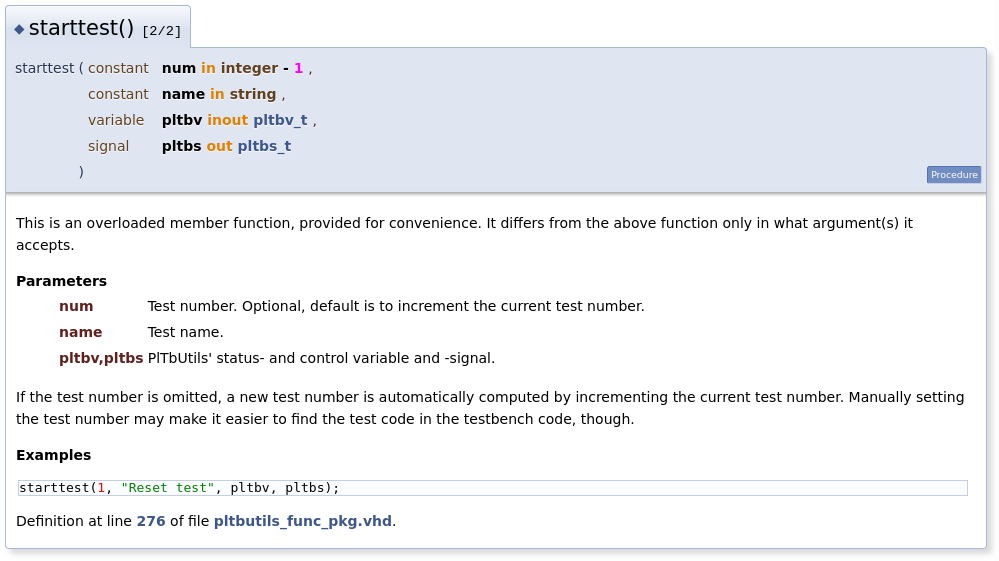 ◆ starttest() [2/2]
starttest ( constant num in integer - 1 ,
constant name in string ,
variable pltbv inout pltbv_t ,
signal pltbs out pltbs_t
)
Procedure
This is an overloaded member function, provided for convenience. It differs from the above function only in what argument(s) it
accepts.
Parameters
num Test number. Optional, default is to increment the current test number.
name Test name.
pltbv,pltbs PlTbUtils' status- and control variable and -signal.
If the test number is omitted, a new test number is automatically computed by incrementing the current test number. Manually setting
the test number may make it easier to find the test code in the testbench code, though.
Examples
starttest(1, "Reset test", pltbv, pltbs);
Definition at line 276 of file pltbutils_func_pkg.vhd.